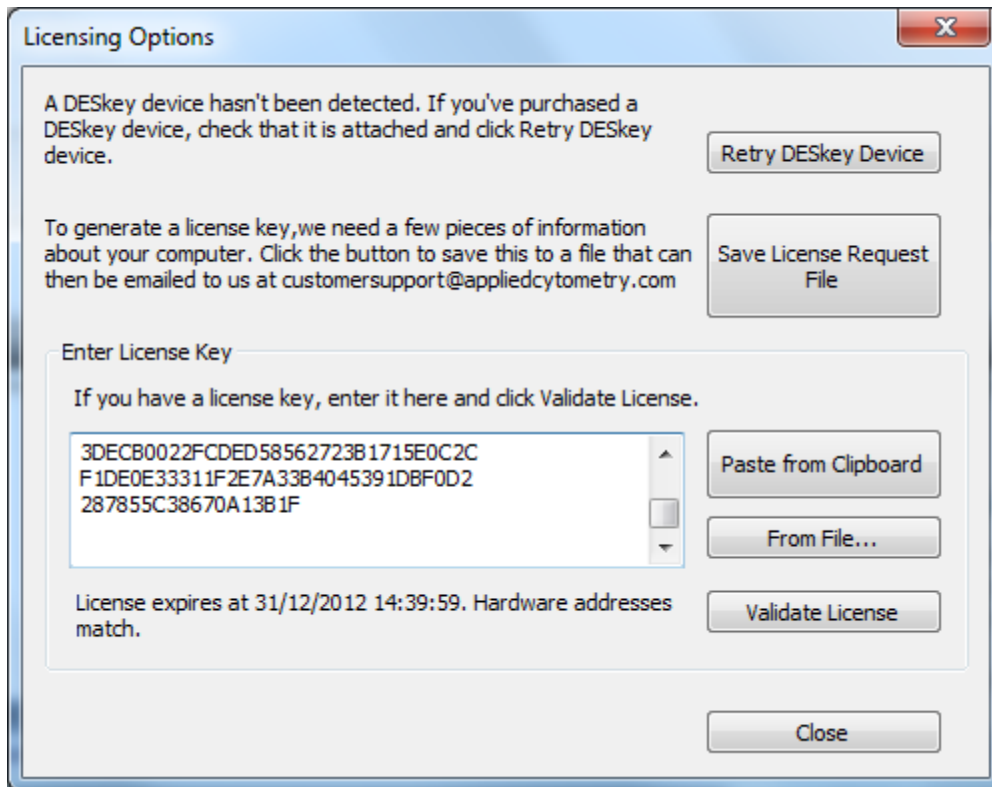 Licensing Options
A DESkey device hasn't been detected. If you've purchased a
DESkey device, check that it is attached and click Retry DESkey
device.
Retry DESkey Device
To generate a license key,we need a few pieces of information
about your computer. Click the button to save this to a file that can
then be emailed to us at customersupport@appliedcytometry.com
Save License Request
File
Enter License Key
If you have a license key, enter it here and click Validate License.
3DECB0022FCDED58562723B1715E0C2C
F1DE0E33311F2E7A33B4045391DBF0D2
287855C38670A13B1F
Paste from Clipboard
From File...
License expires at 31/12/2012 14:39:59. Hardware addresses
match.
Validate License
Close